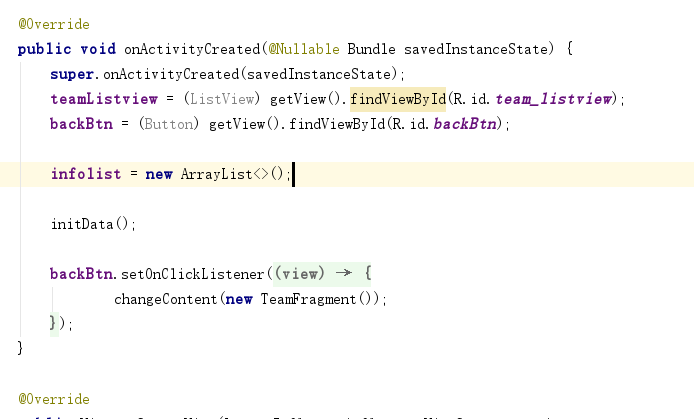 @Override
public void onActivityCreated(@Nullable Bundle savedInstanceState) {
super.onActivityCreated(savedInstanceState);
teamListview = (ListView) getView().findViewById(R.id.team_listview);
backBtn = (Button) getView().findViewById(R.id.backBtn);
infolist = new ArrayList<>();
initData();
backBtn.setOnClickListener((view) → {
changeContent(new TeamFragment());
});
}
@Override